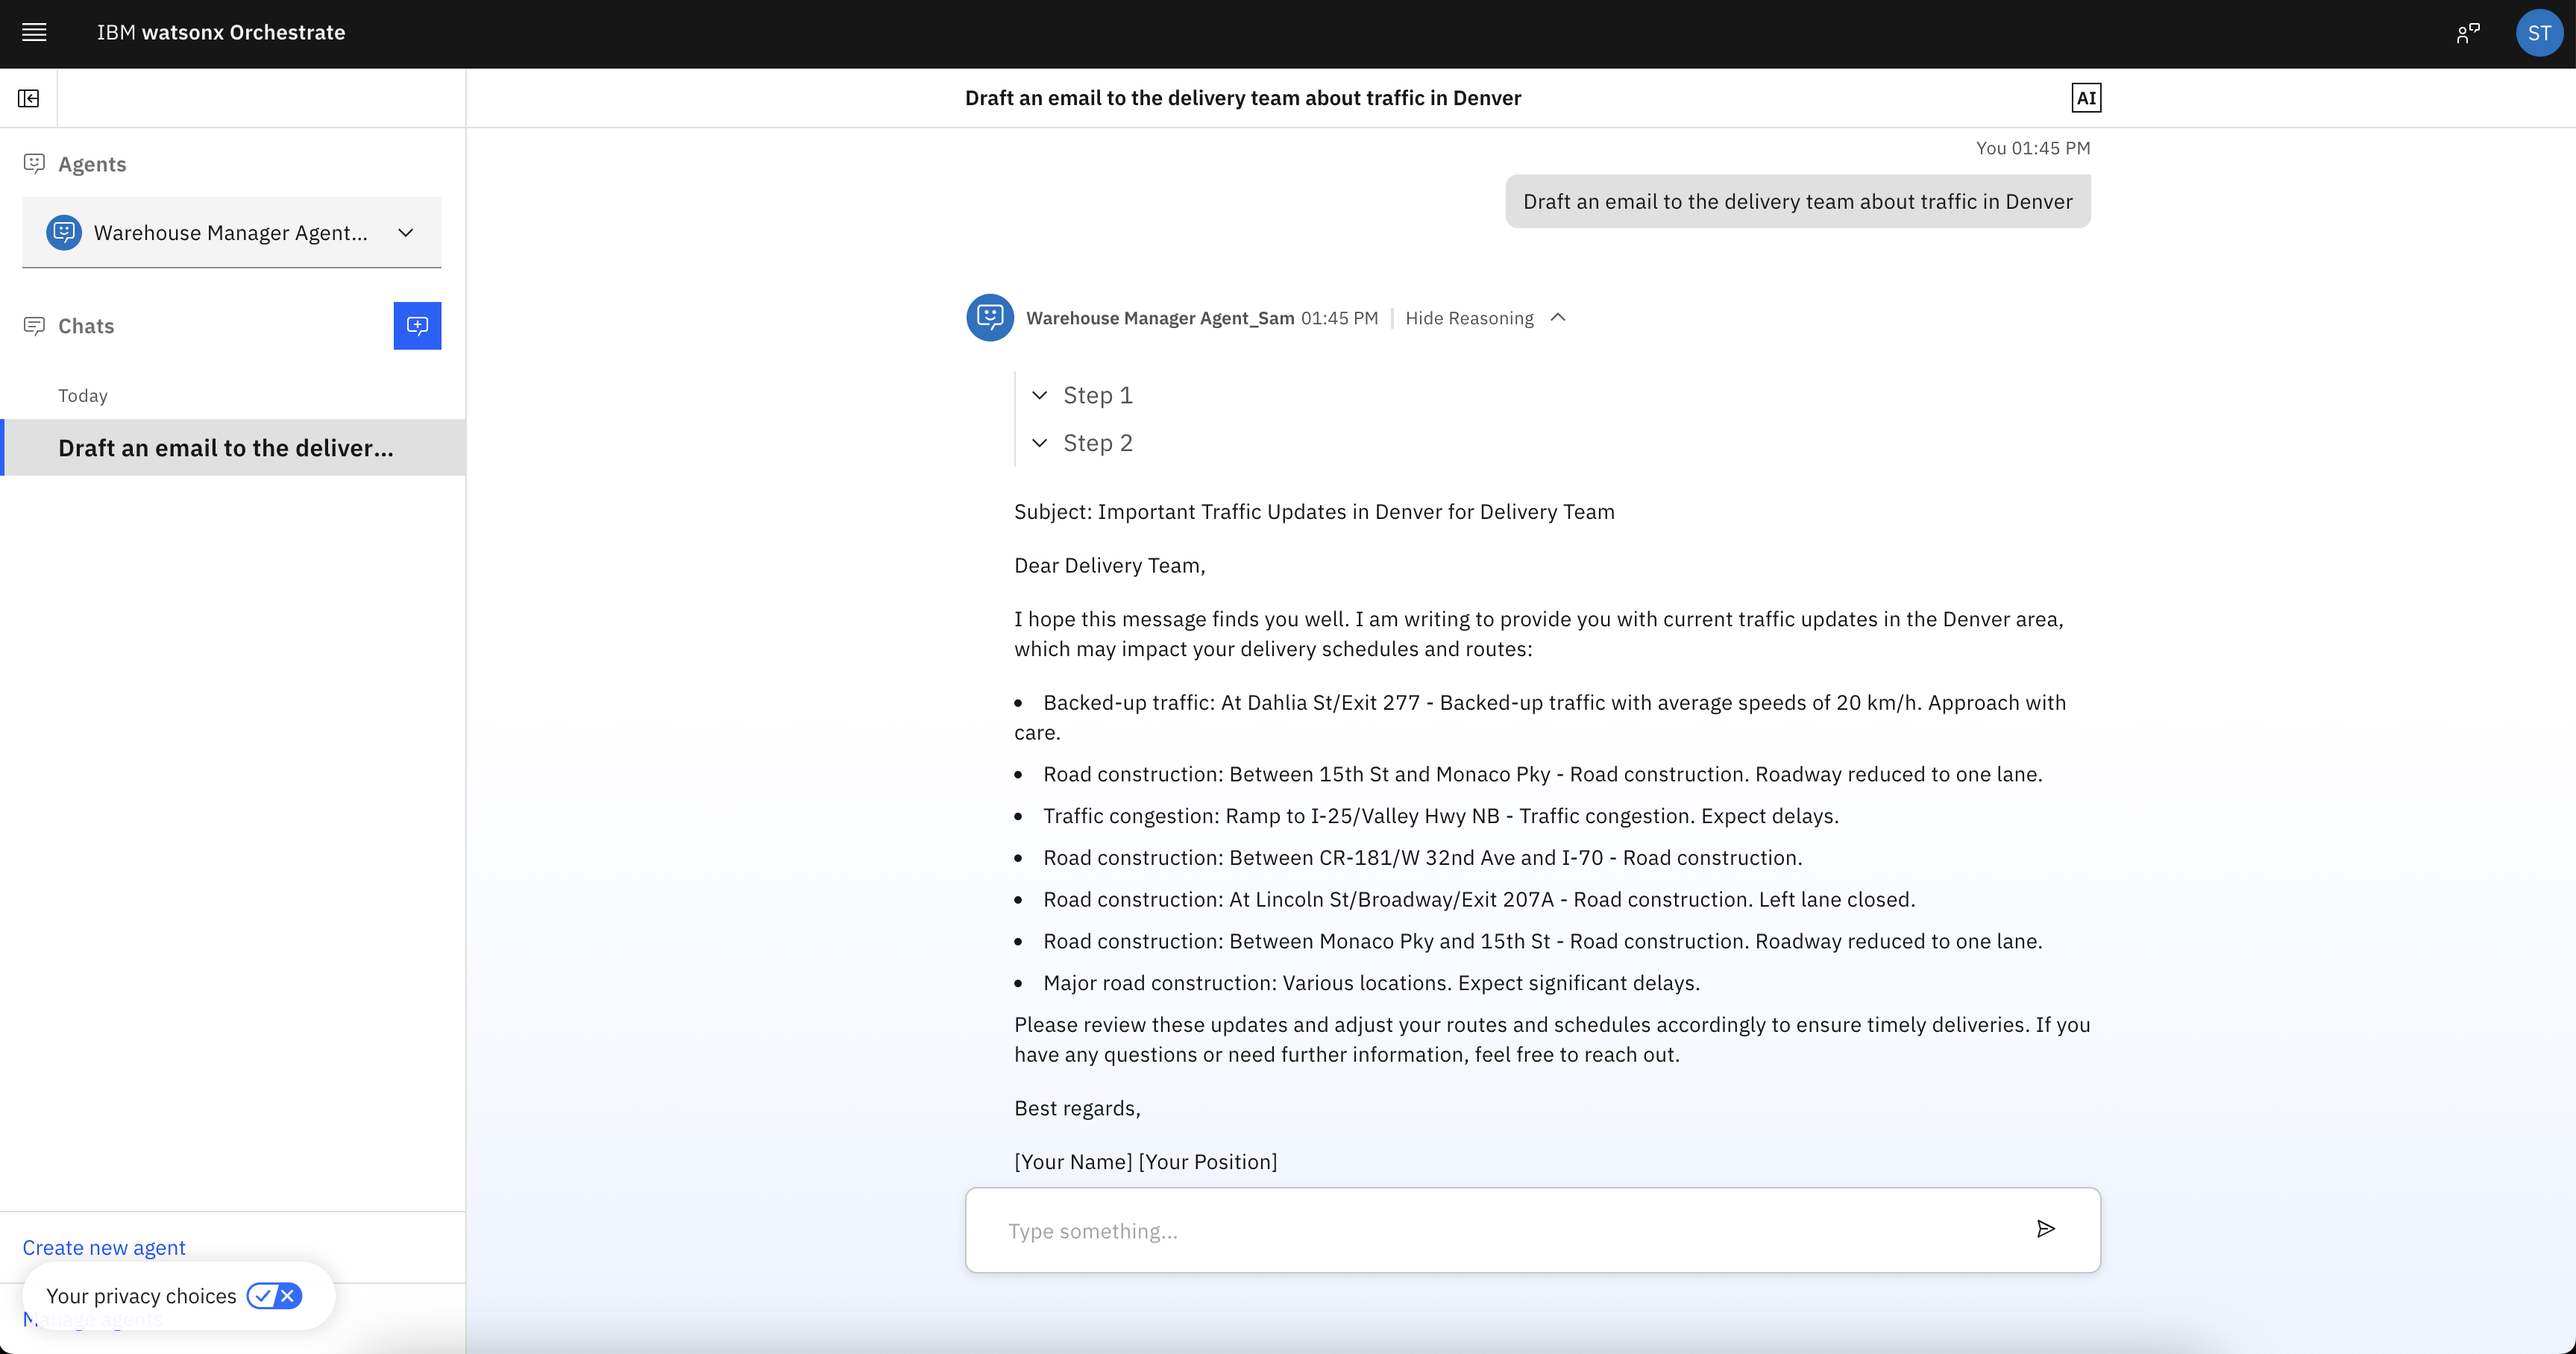 IBM watsonx Orchestrate
ST
Draft an email to the delivery team about traffic in Denver
AI
Agents
Warehouse Manager Agent...
Chats
Today
Draft an email to the deliver...
You 01:45 PM
Draft an email to the delivery team about traffic in Denver
Warehouse Manager Agent_Sam 01:45 PM | Hide Reasoning
Step 1
Step 2
Subject: Important Traffic Updates in Denver for Delivery Team
Dear Delivery Team,
I hope this message finds you well. I am writing to provide you with current traffic updates in the Denver area,
which may impact your delivery schedules and routes:
• Backed-up traffic: At Dahlia St/Exit 277 - Backed-up traffic with average speeds of 20 km/h. Approach with
care.
• Road construction: Between 15th St and Monaco Pky - Road construction. Roadway reduced to one lane.
• Traffic congestion: Ramp to I-25/Valley Hwy NB - Traffic congestion. Expect delays.
• Road construction: Between CR-181/W 32nd Ave and I-70 - Road construction.
• Road construction: At Lincoln St/Broadway/Exit 207A - Road construction. Left lane closed.
• Road construction: Between Monaco Pky and 15th St - Road construction. Roadway reduced to one lane.
• Major road construction: Various locations. Expect significant delays.
Please review these updates and adjust your routes and schedules accordingly to ensure timely deliveries. If you
have any questions or need further information, feel free to reach out.
Best regards,
[Your Name] [Your Position]
Type something...
Create new agent
Your privacy choices
Manage agents